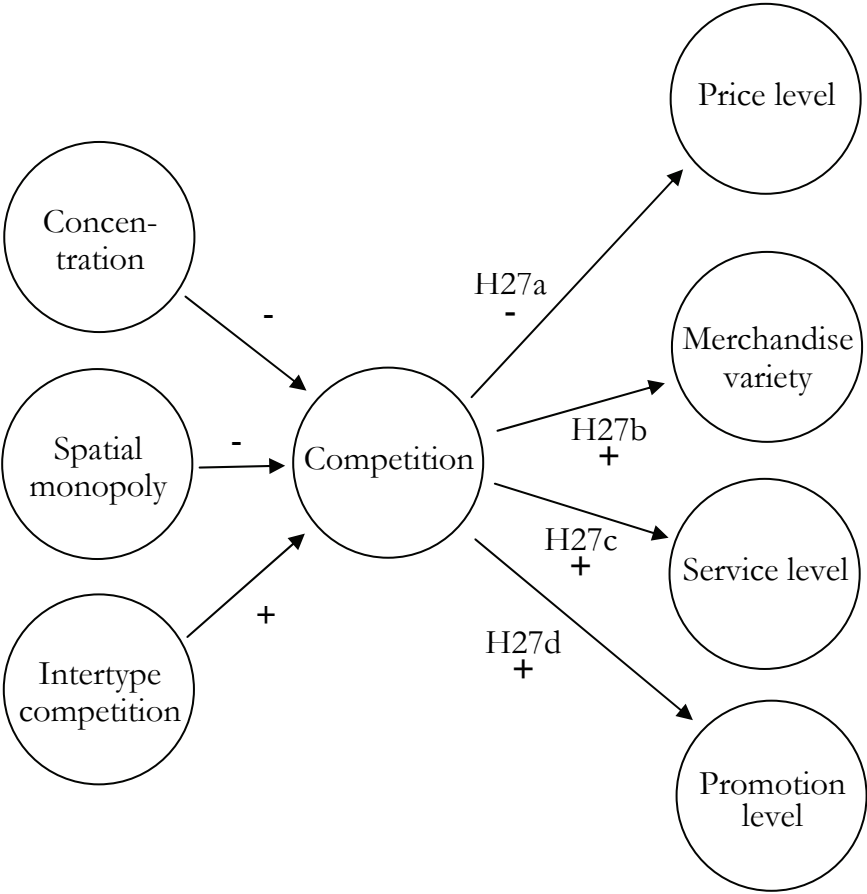 Price level
Concen-
tration
-
H27a
-
Merchandise
variety
H27b
+
Spatial
monopoly
-
Competition
H27c
+
Service level
Intertype
competition
+
H27d
+
Promotion
level